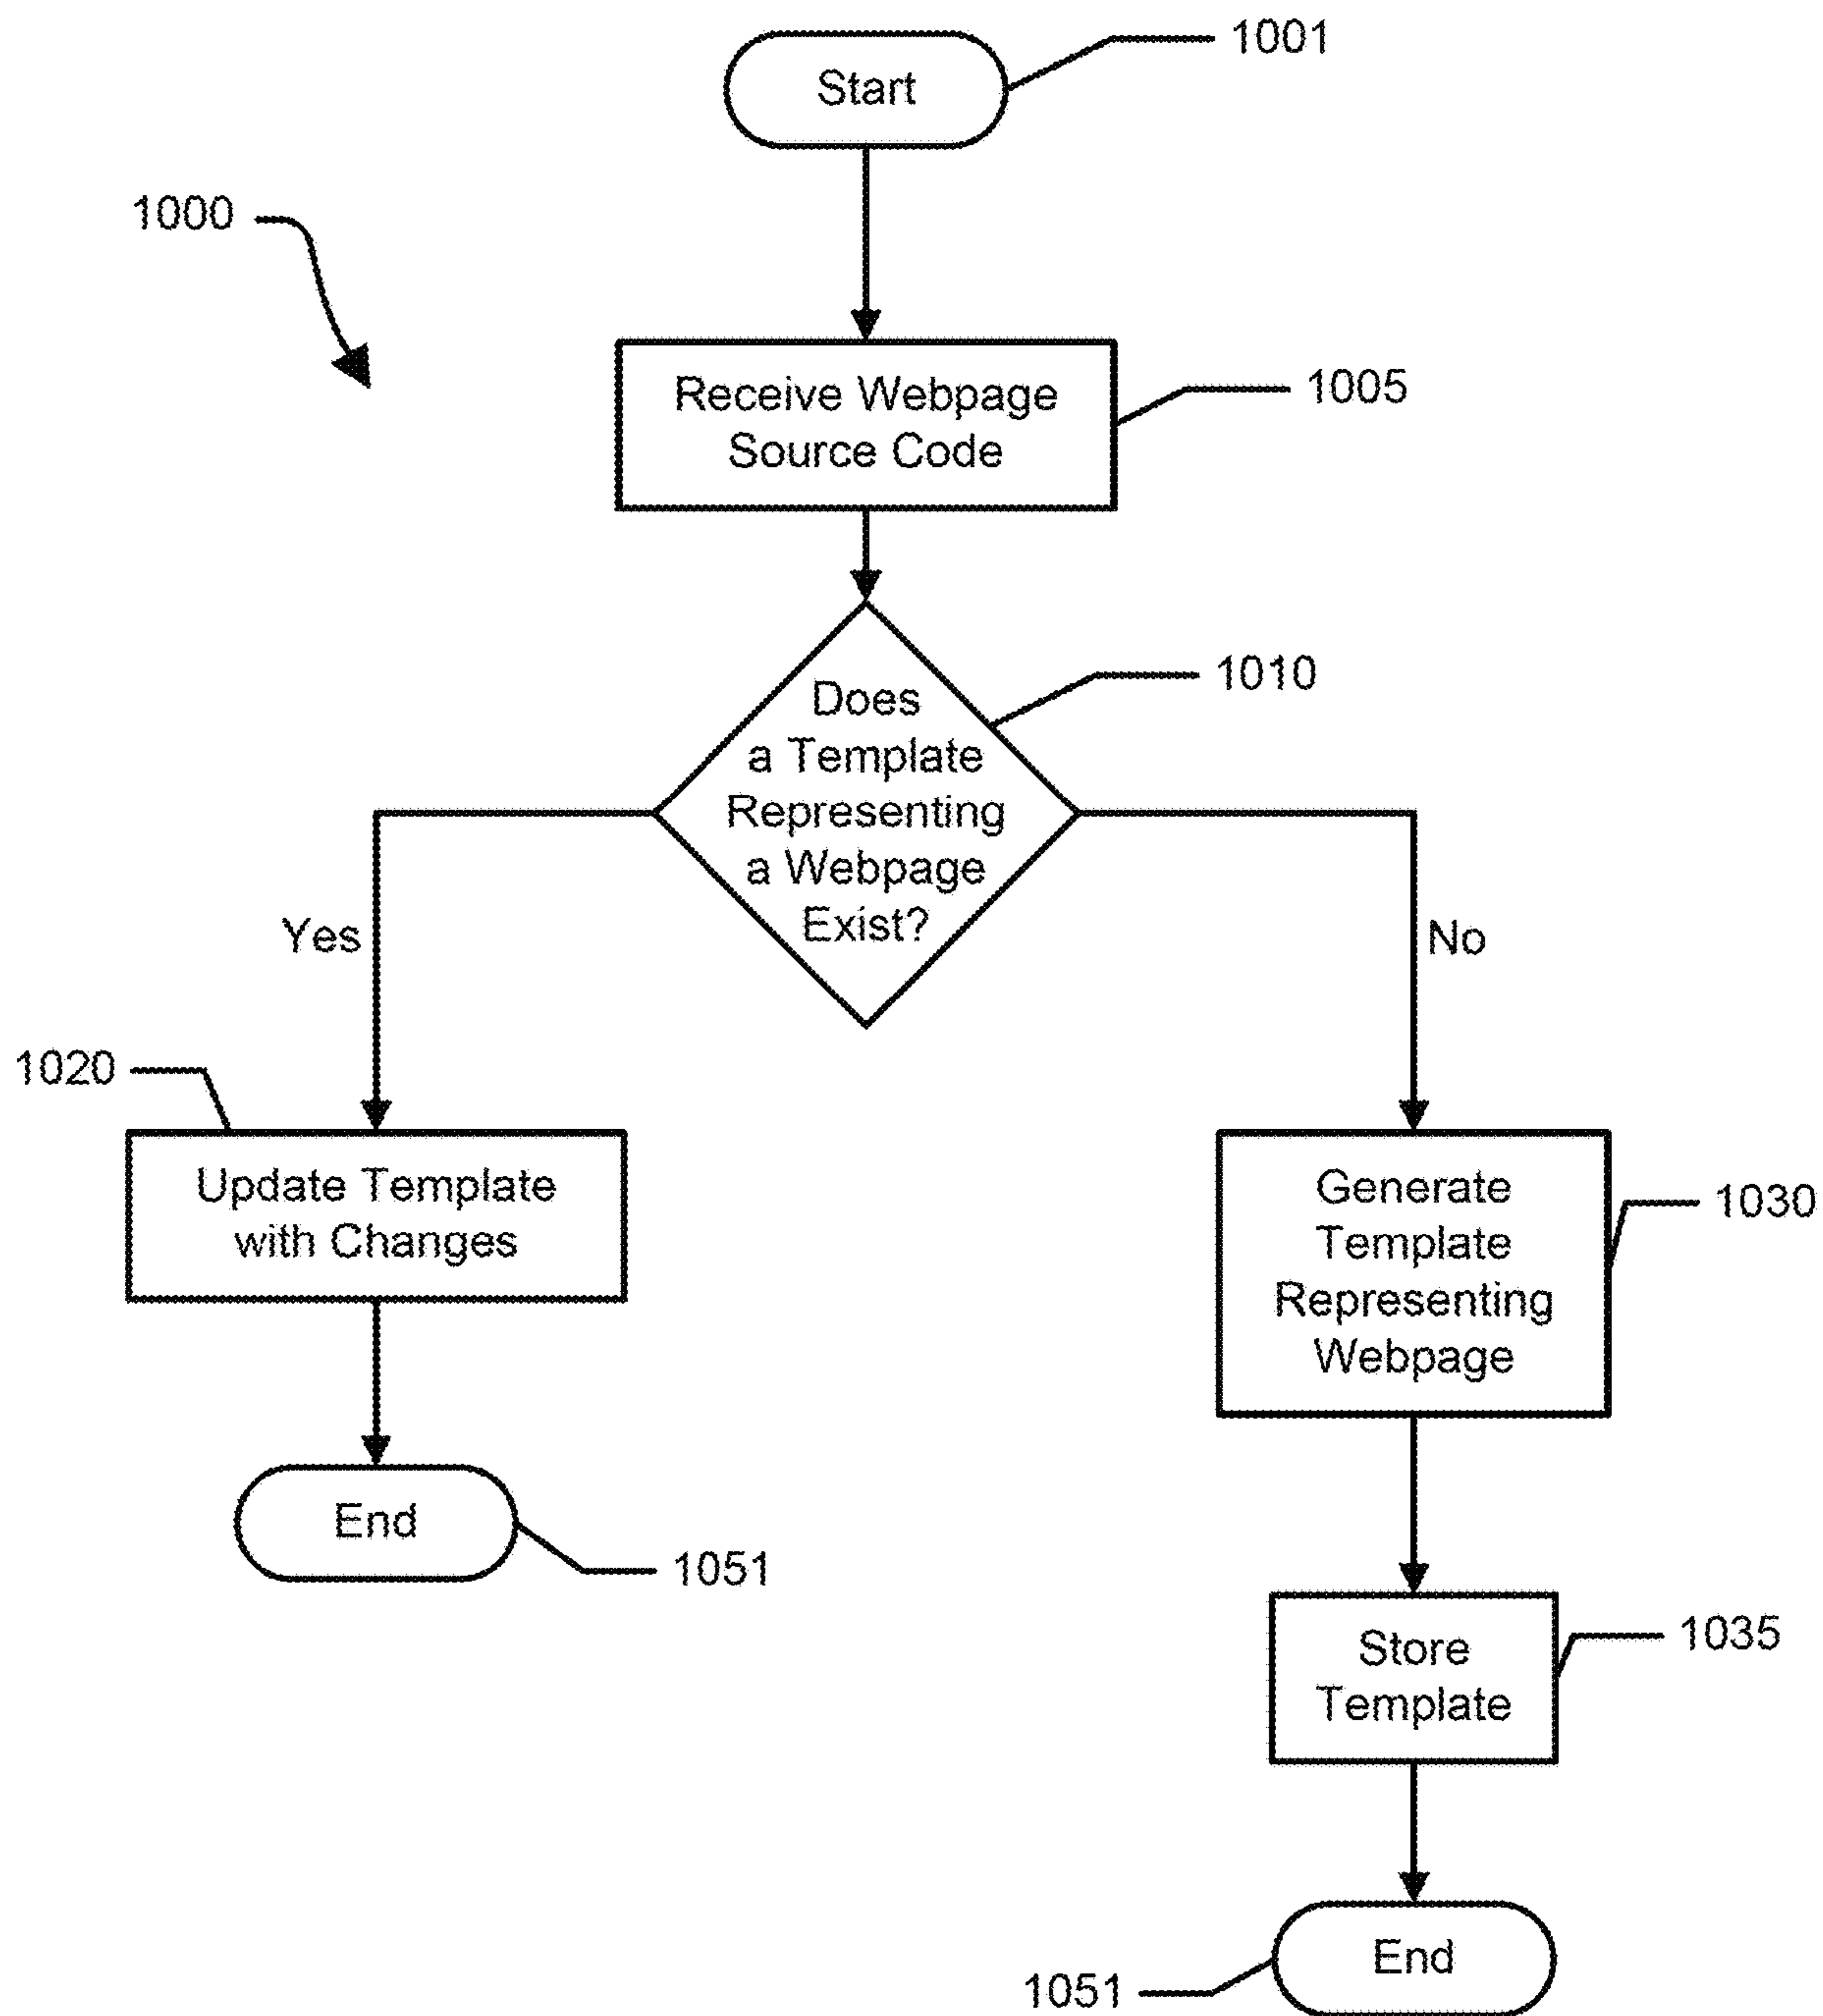 Start
1001
1000
Receive Webpage
Source Code
1005
Does
a Template
Representing
a Webpage
Exist?
1010
Yes
No
1020
Update Template
with Changes
Generate
Template
Representing
Webpage
1030
End
1051
Store
Template
1035
End
1051